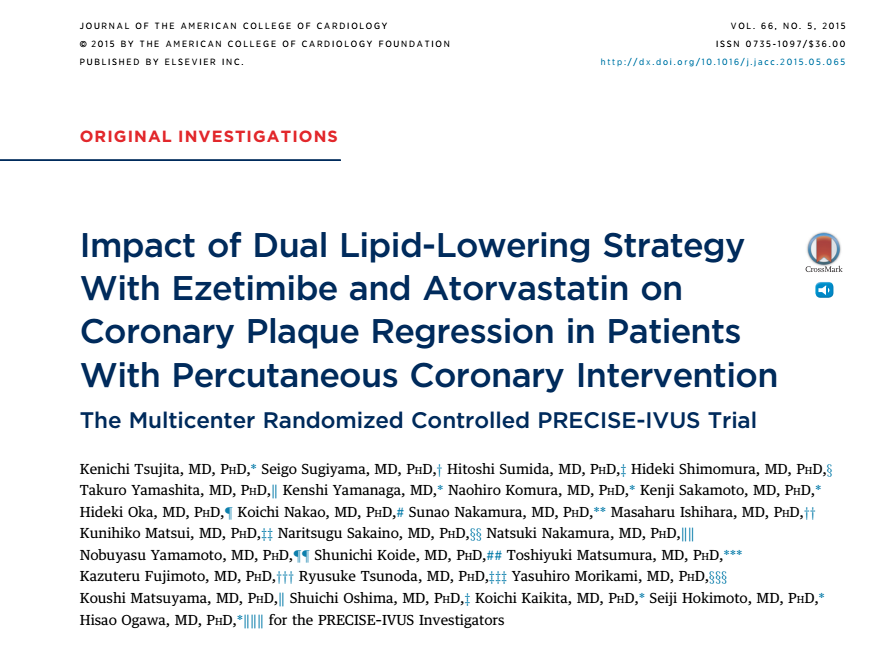 JOURNAL OF THE AMERICAN COLLEGE OF CARDIOLOGY
© 2015 BY THE AMERICAN COLLEGE OF CARDIOLOGY FOUNDATION
PUBLISHED BY ELSEVIER INC.
VOL. 66, NO. 5, 2015
ISSN 0735-1097/$36.00
http://dx.doi.org/10.1016/j.jacc.2015.05.065
ORIGINAL INVESTIGATIONS
Impact of Dual Lipid-Lowering Strategy
With Ezetimibe and Atorvastatin on
Coronary Plaque Regression in Patients
With Percutaneous Coronary Intervention
CrossMark
The Multicenter Randomized Controlled PRECISE-IVUS Trial
Kenichi Tsujita, MD, PHD,* Seigo Sugiyama, MD, PHD,† Hitoshi Sumida, MD, PHD,‡ Hideki Shimomura, MD, PHD,§
Takuro Yamashita, MD, PHD,‖ Kenshi Yamanaga, MD,* Naohiro Komura, MD, PHD,* Kenji Sakamoto, MD, PHD,*
Hideki Oka, MD, PHD,¶ Koichi Nakao, MD, PHD,# Sunao Nakamura, MD, PHD,** Masaharu Ishihara, MD, PHD,††
Kunihiko Matsui, MD, PHD,‡‡ Naritsugu Sakaino, MD, PHD,§§ Natsuki Nakamura, MD, PHD,‖‖
Nobuyasu Yamamoto, MD, PHD,¶¶ Shunichi Koide, MD, PHD,## Toshiyuki Matsumura, MD, PHD,***
Kazuteru Fujimoto, MD, PHD,††† Ryusuke Tsunoda, MD, PHD,‡‡‡ Yasuhiro Morikami, MD, PHD,§§§
Koushi Matsuyama, MD, PHD,‖ Shuichi Oshima, MD, PHD,‡ Koichi Kaikita, MD, PHD,* Seiji Hokimoto, MD, PHD,*
Hisao Ogawa, MD, PHD,*‖‖‖ for the PRECISE-IVUS Investigators